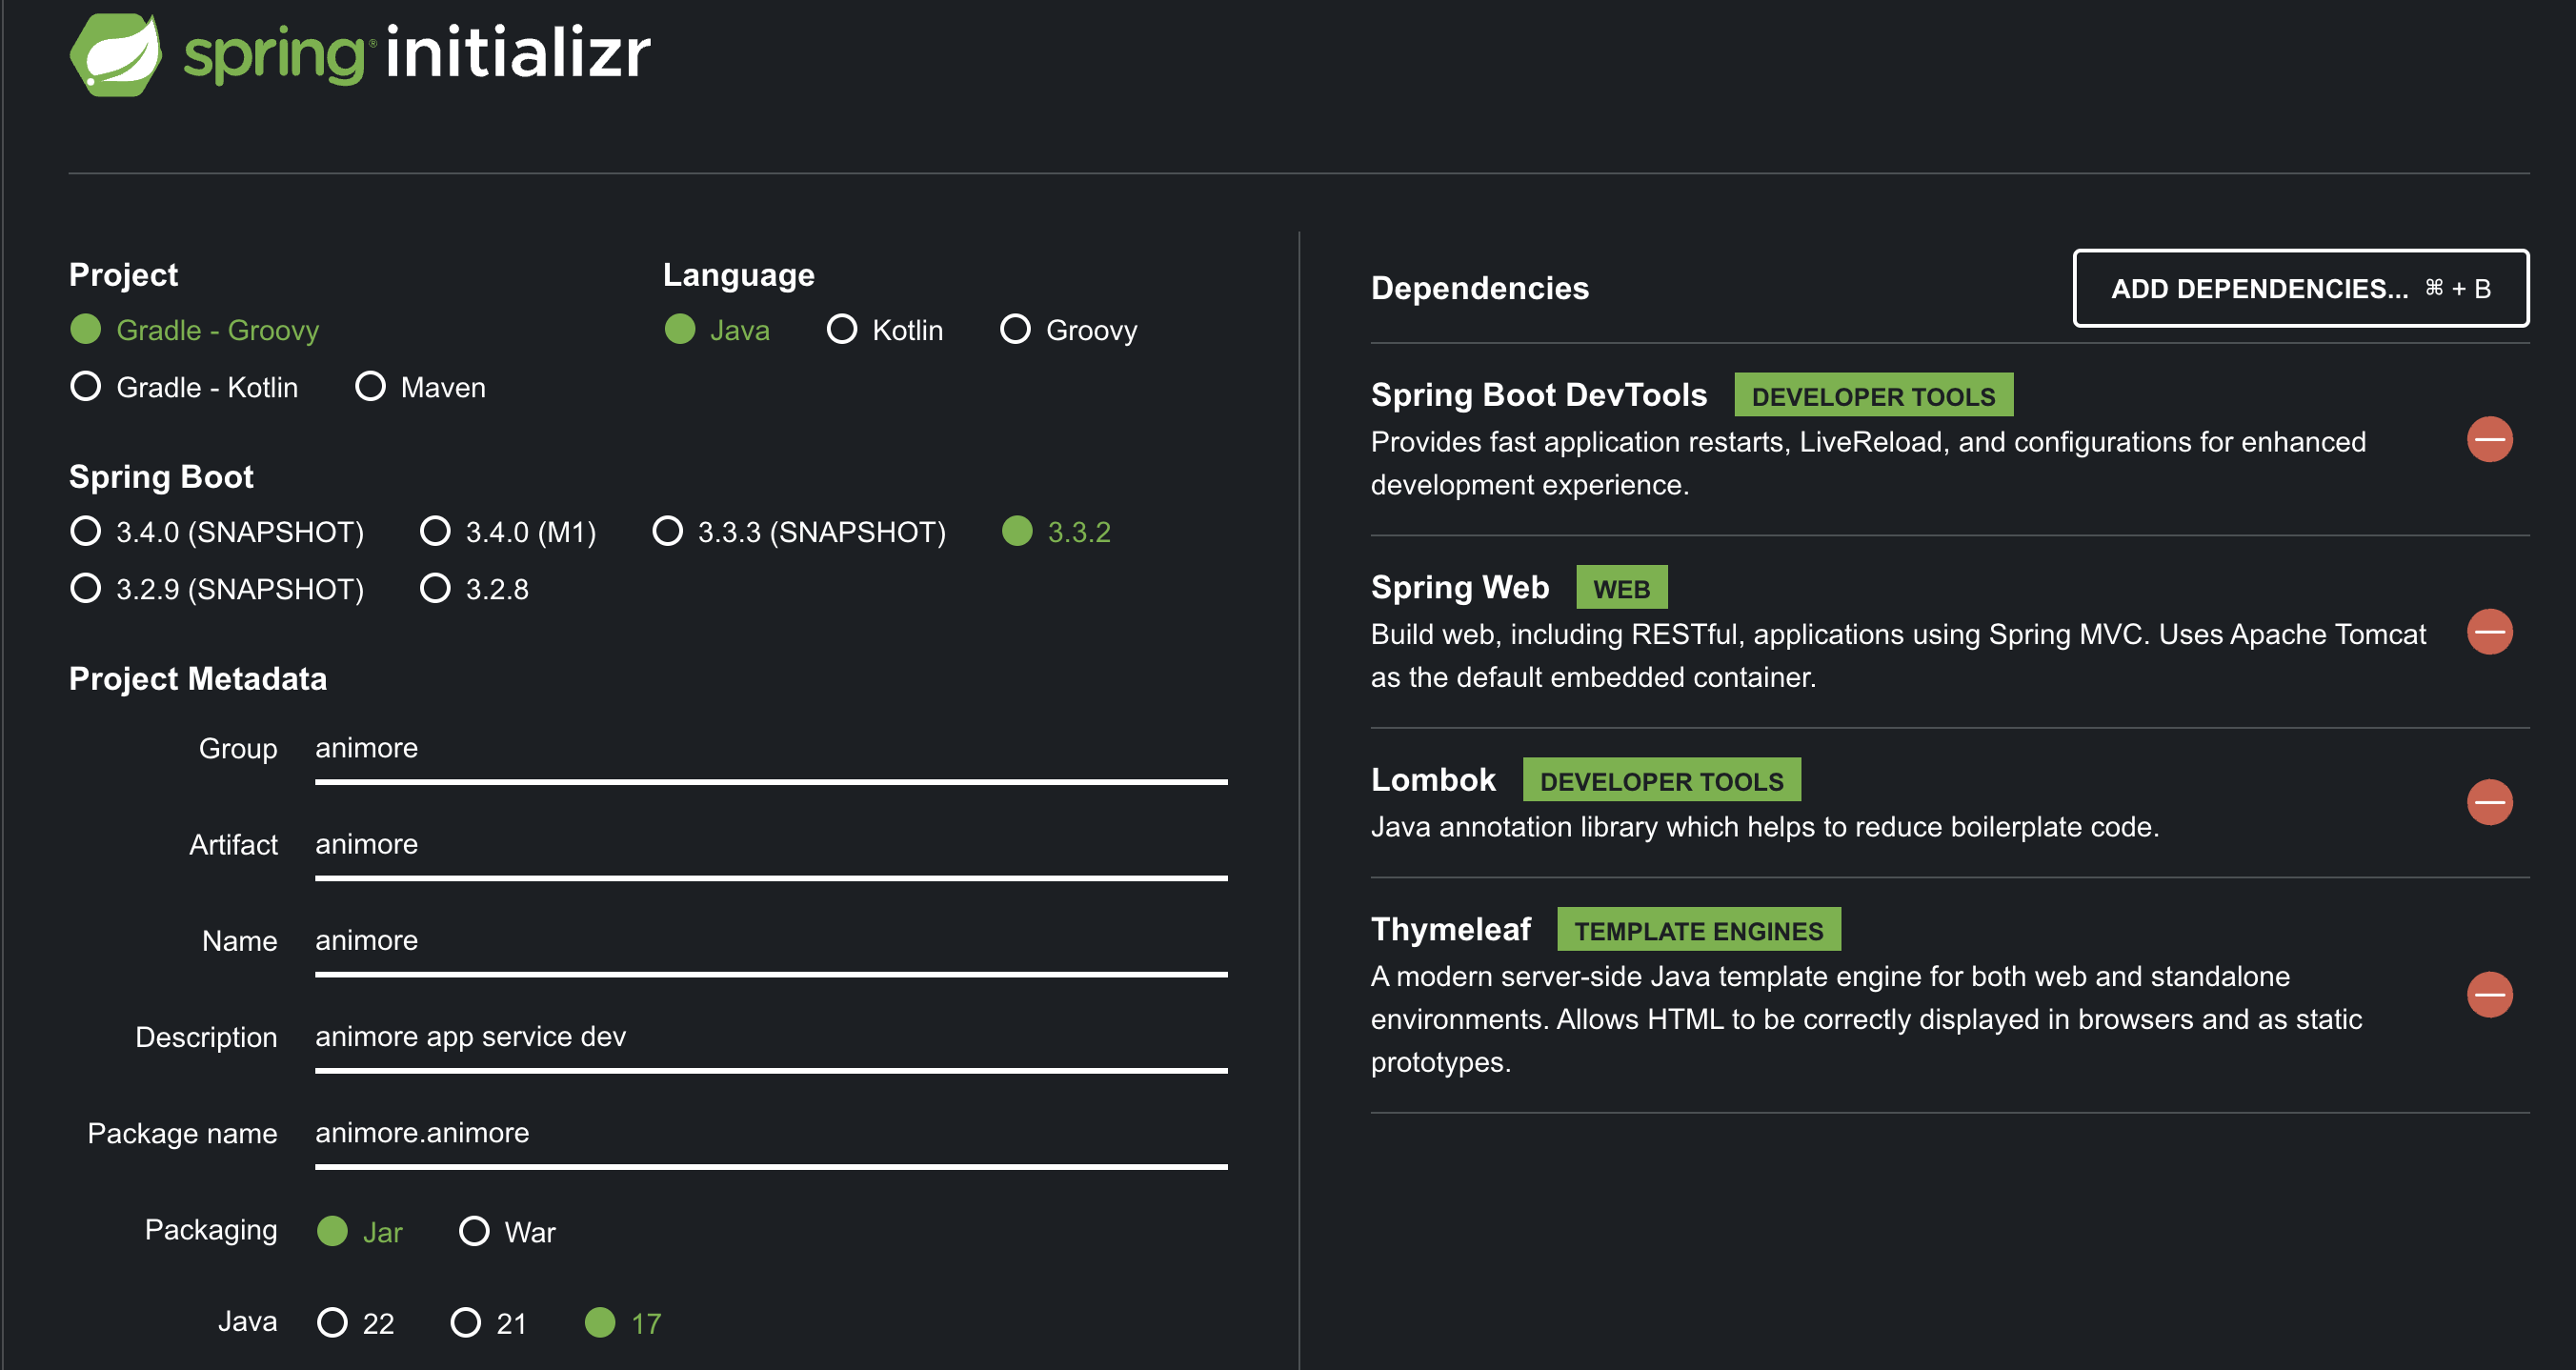 spring initializr
Project
Gradle - Groovy
Gradle - Kotlin Maven
Language
Java Kotlin Groovy
Spring Boot
3.4.0 (SNAPSHOT) 3.4.0 (M1) 3.3.3 (SNAPSHOT) 3.3.2
3.2.9 (SNAPSHOT) 3.2.8
Project Metadata
Group animore
Artifact animore
Name animore
Description animore app service dev
Package name animore.animore
Packaging Jar War
Java 22 21 17
Dependencies
ADD DEPENDENCIES... ⌘ + B
Spring Boot DevTools DEVELOPER TOOLS
Provides fast application restarts, LiveReload, and configurations for enhanced
development experience.
Spring Web WEB
Build web, including RESTful, applications using Spring MVC. Uses Apache Tomcat
as the default embedded container.
Lombok DEVELOPER TOOLS
Java annotation library which helps to reduce boilerplate code.
Thymeleaf TEMPLATE ENGINES
A modern server-side Java template engine for both web and standalone
environments. Allows HTML to be correctly displayed in browsers and as static
prototypes.